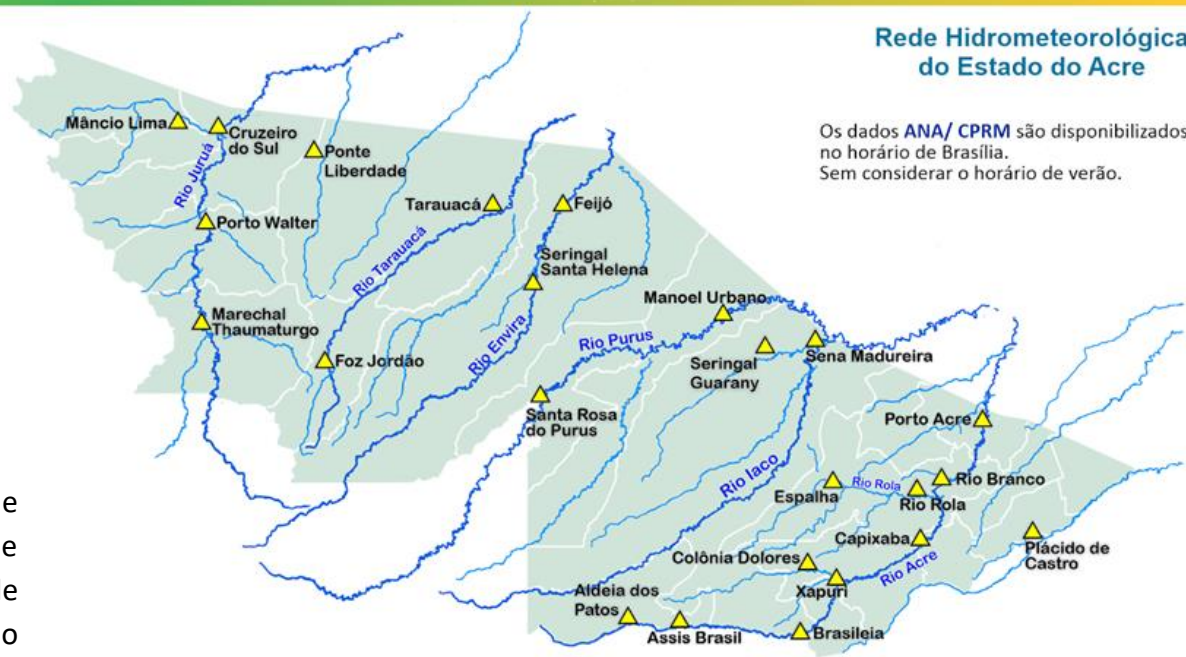 Rede Hidrometeorológica
do Estado do Acre
Os dados ANA/ CPRM são disponibilizados
no horário de Brasília.
Sem considerar o horário de verão.
Mâncio Lima
Cruzeiro
do Sul
Rio Juruá
Ponte
Liberdade
Porto Walter
Tarauacá
Feijó
Rio Tarauacá
Seringal
Santa Helena
Marechal
Thaumaturgo
Foz Jordão
Rio Envira
Rio Purus
Manoel Urbano
Seringal
Guarany
Sena Madureira
Santa Rosa
do Purus
Porto Acre
Rio Iaco
Espalha
Rio Rola
Rio Rola
Rio Branco
Capixaba
Plácido de
Castro
Colônia Dolores
Xapuri
Rio Acre
Aldeia dos
Patos
Assis Brasil
Brasileia
e
e
o